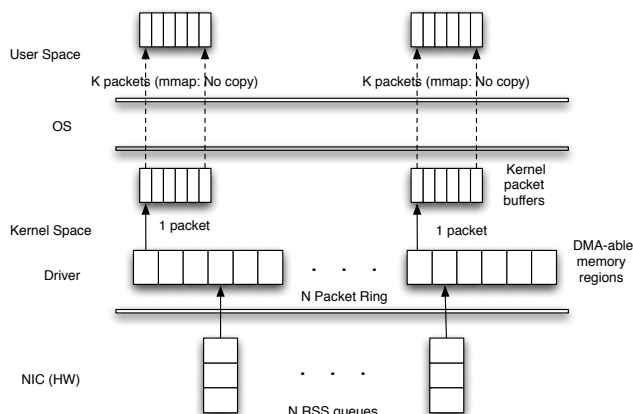 User Space
K packets (mmap: No copy)
K packets (mmap: No copy)
OS
Kernel
packet
buffers
1 packet
1 packet
Kernel Space
DMA-able
memory
regions
Driver
. . .
N Packet Ring
NIC (HW)
. . .
N RSS queues